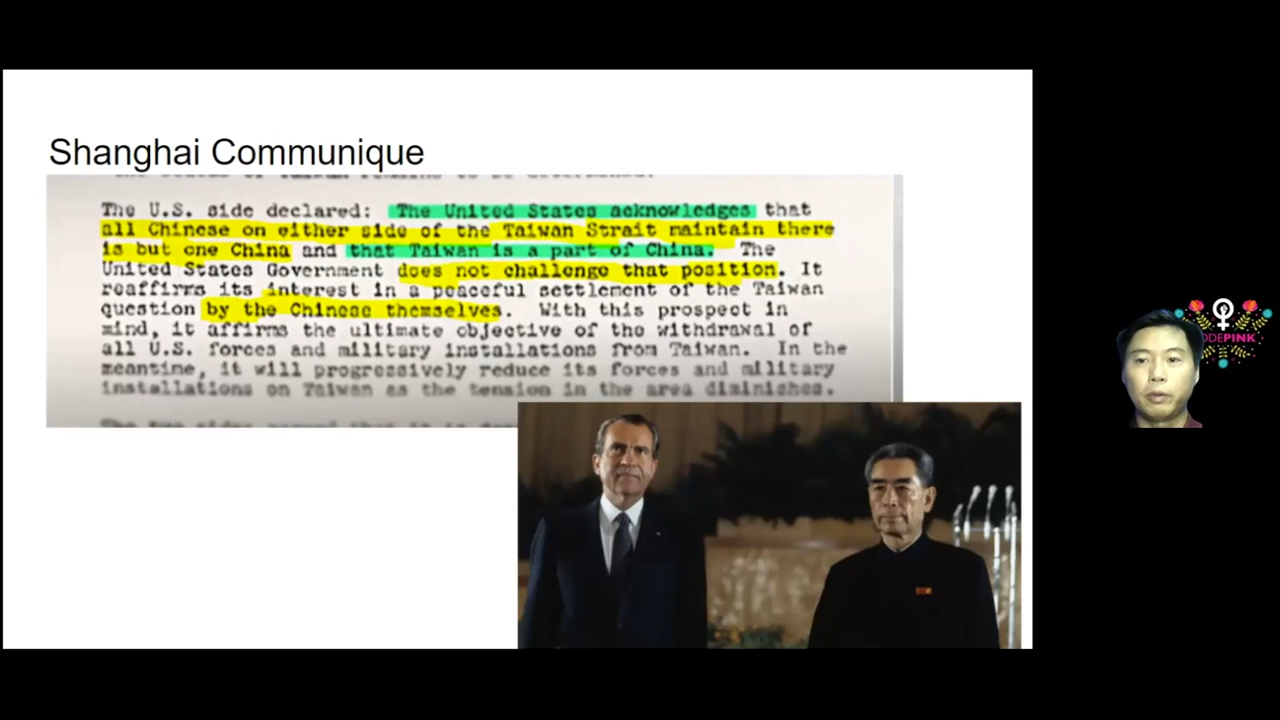 Shanghai Communique
The U.S. side declared: The United States acknowledges that
all Chinese on either side of the Taiwan Strait maintain there
is but one China and that Taiwan is a part of China. The
United States Government does not challenge that position. It
reaffirms its interest in a peaceful settlement of the Taiwan
question by the Chinese themselves. With this prospect in
mind, it affirms the ultimate objective of the withdrawal of
all U.S. forces and military installations from Taiwan. In the
meantime, it will progressively reduce its forces and military
installations on Taiwan as the tension in the area diminishes.
ODEPINK